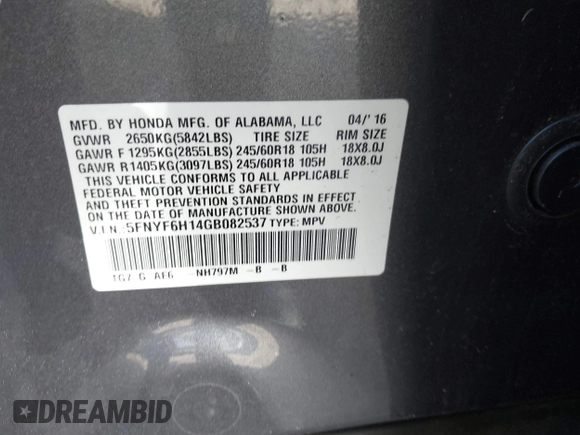 MFD. BY HONDA MFG. OF ALABAMA, LLC 04/'16
GVWR 2650KG(5842LBS) TIRE SIZE RIM SIZE
GAWR F 1295KG(2855LBS) 245/60R18 105H 18X8.0J
GAWR R1405KG(3097LBS) 245/60R18 105H 18X8.0J
THIS VEHICLE CONFORMS TO ALL APPLICABLE
FEDERAL MOTOR VEHICLE SAFETY
AND THEFT PREVENTION STANDARDS IN EFFECT
ON THE DATE OF MANUFACTURE SHOWN ABOVE.
V.I.N.: 5FNYF6H14GB082537 TYPE: MPV
TG7 G AE6 -NH797M -B -B
DREAMBID